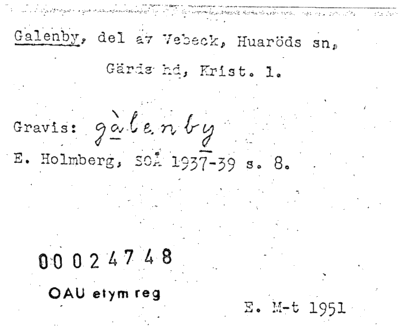 Galenby, del av Vebeck, Huaröds sn,
Gärds hd, Krist. l.
Gravis: gàlenby
E. Holmberg, SOÅ 1937-39 s. 8.
00024748
OAU etym reg
E. M-t 1951